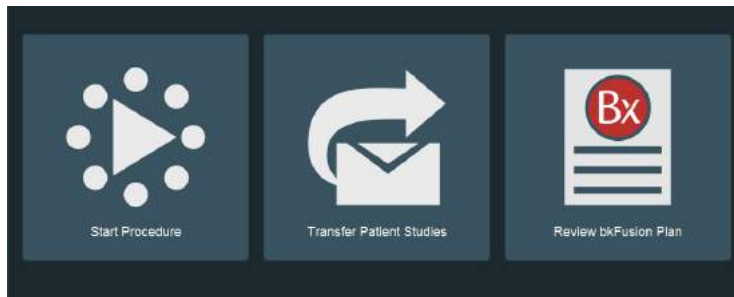 Bx
Start Procedure
Transfer Patient Studies
Review bkFusion Plan